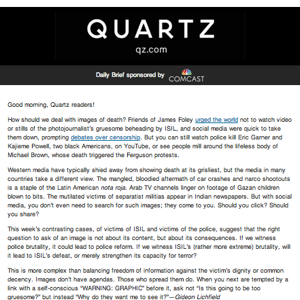 QUARTZ
qz.com
Daily Brief sponsored by COMCAST
Good morning, Quartz readers!
How should we deal with images of death? Friends of James Foley urged the world not to watch video
or stills of the photojournalist's gruesome beheading by ISIL, and social media were quick to take
them down, prompting debates over censorship. But you can still watch police kill Eric Garner and
Kajieme Powell, two black Americans, on YouTube, or see people mill around the lifeless body of
Michael Brown, whose death triggered the Ferguson protests.
Western media have typically shied away from showing death at its grisliest, but the media in many
countries take a different view. The mangled, bloodied aftermath of car crashes and narco shootouts
is a staple of the Latin American nota roja. Arab TV channels linger on footage of Gazan children
blown to bits. The mutilated victims of separatist militias appear in Indian newspapers. But with social
media, you don't even need to search for such images; they come to you. Should you click? Should
you share?
This week's contrasting cases, of victims of ISIL and victims of the police, suggest that the right
question to ask of an image is not about its content, but about its consequences. If we witness
police brutality, it could lead to police reform. If we witness ISIL's (rather more extreme) brutality, will
it lead to ISIL's defeat, or merely strengthen its capacity for terror?
This is more complex than balancing freedom of information against the victim's dignity or common
decency. Images don't have agendas. Those who spread them do. When you next are tempted by a
link with a self-conscious "WARNING: GRAPHIC" before it, ask not "Is this going to be too
gruesome?" but instead "Why do they want me to see it?"—Gideon Lichfield